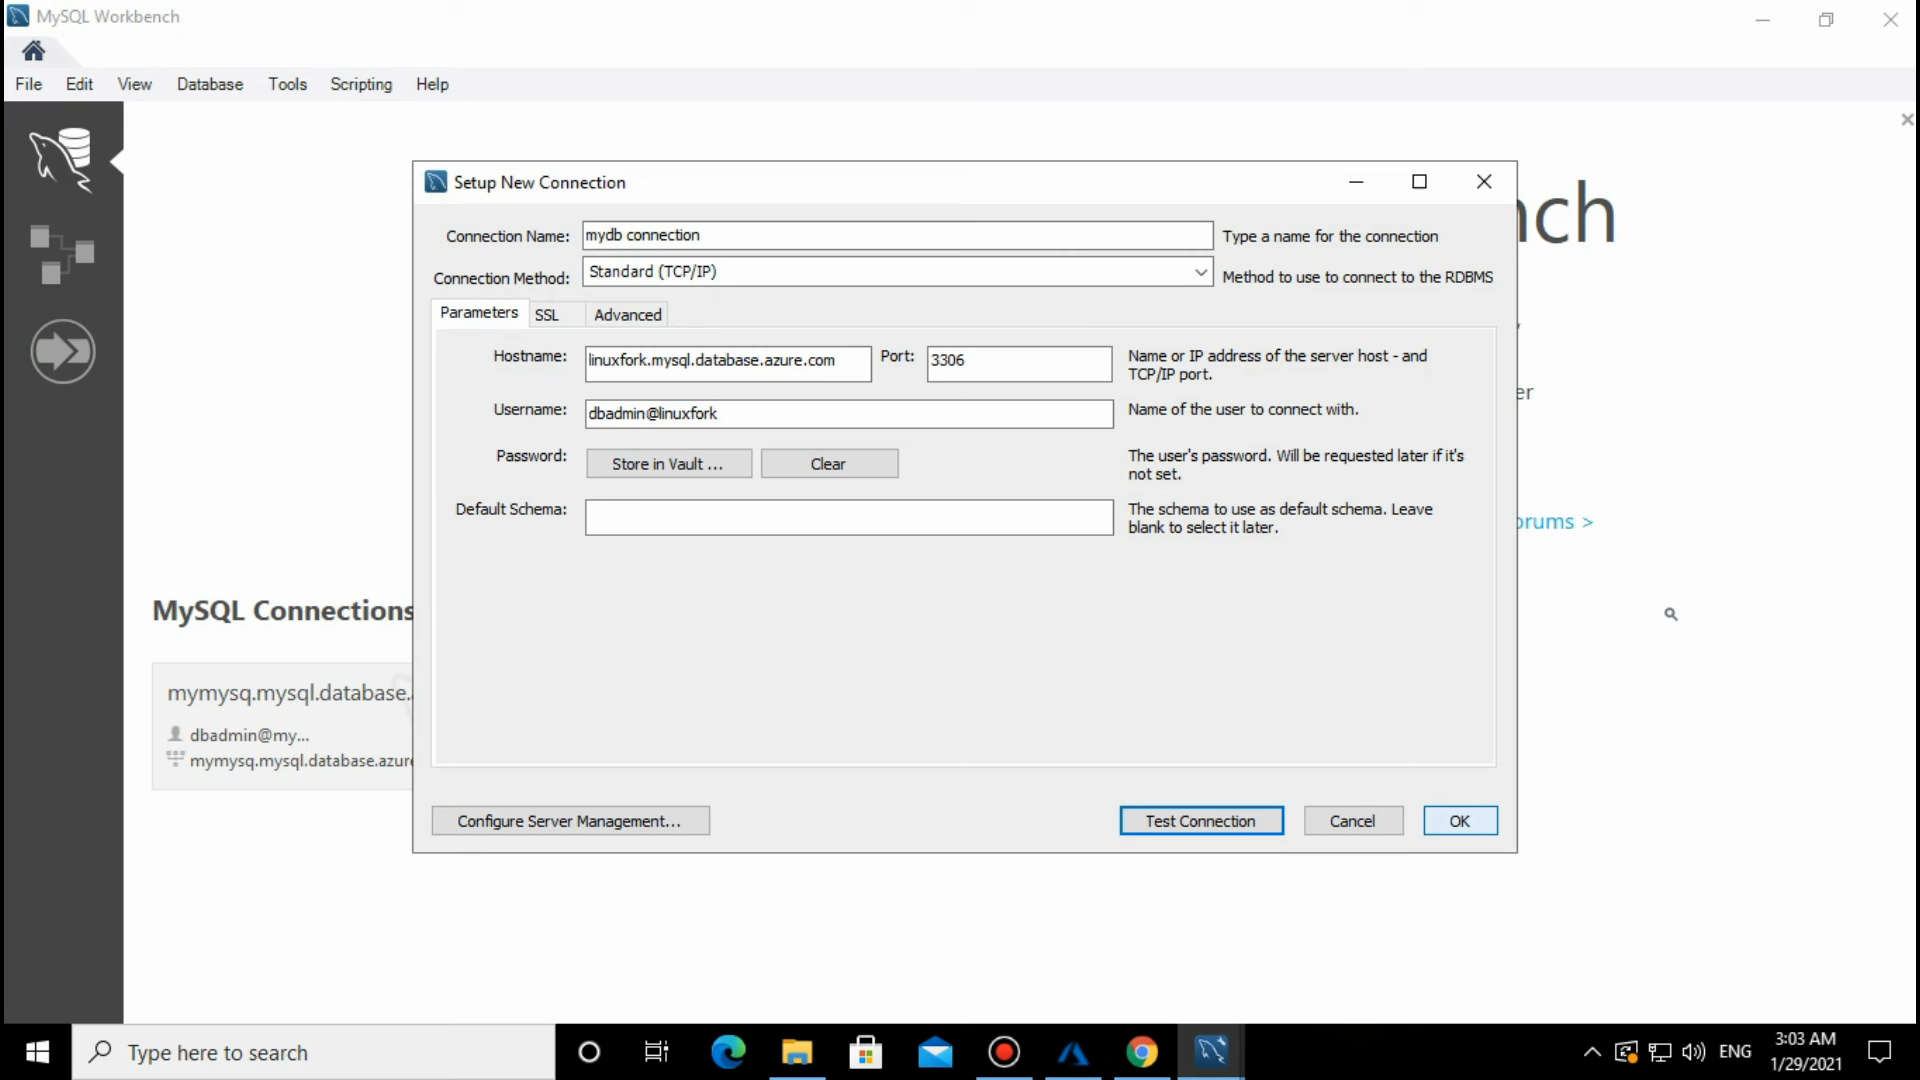 MySQL Workbench
File Edit View Database Tools Scripting Help
nch
Setup New Connection
Connection Name: mydb connection Type a name for the connection
Connection Method: Standard (TCP/IP) Method to use to connect to the RDBMS
Parameters SSL Advanced
Hostname: linuxfork.mysql.database.azure.com Port: 3306 Name or IP address of the server host - and
TCP/IP port.
er
Username: dbadmin@linuxfork Name of the user to connect with.
Password: Store in Vault ... Clear The user's password. Will be requested later if it's
not set.
Default Schema: The schema to use as default schema. Leave
blank to select it later.
orums >
MySQL Connections
mymysq.mysql.database.a
dbadmin@my...
mymysq.mysql.database.azure
Configure Server Management... Test Connection Cancel OK
Type here to search
ENG
3:03 AM
1/29/2021